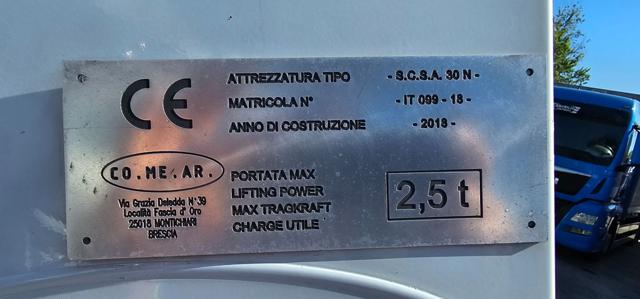 CE
ATTREZZATURA TIPO - S.C.S.A. 30 N -
MATRICOLA N° - IT 099 - 18 -
ANNO DI COSTRUZIONE - 2018 -
CO.ME.AR.
Via Grazia Deledda N°39
Località Fascia d' Oro
25018 MONTICHIARI
BRESCIA
PORTATA MAX
LIFTING POWER
MAX TRAGKRAFT
CHARGE UTILE
2,5 t